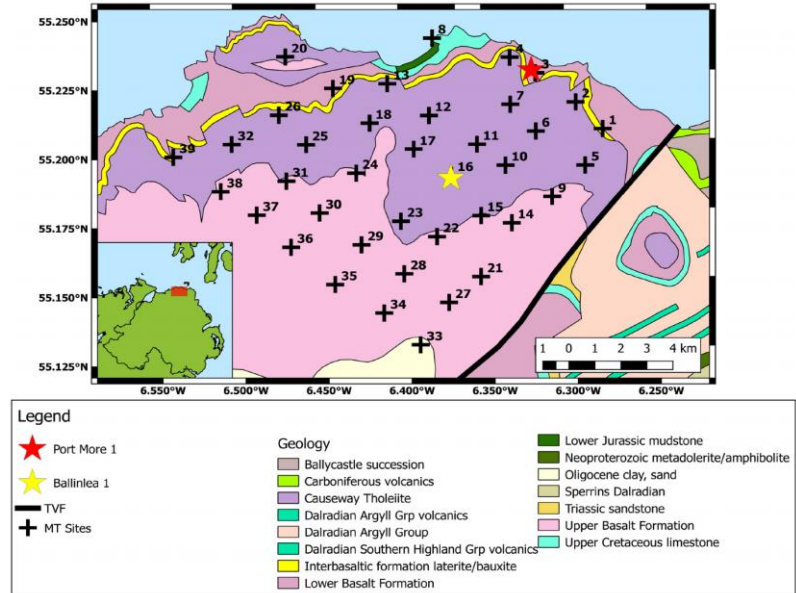 55.250°N
55.225°N
55.200°N
55.175°N
55.150°N
55.125°N
8
20
4
3
13
19
7
2
26
18
12
6
1
32
25
17
11
39
24
10
5
31
16
38
9
37
30
23
15
14
22
36
29
28
21
35
27
34
33
1 0 1 2 3 4 km
6.550°W 6.500°W 6.450°W 6.400°W 6.350°W 6.300°W 6.250°W
Legend
Port More 1
Ballinlea 1
TVF
MT Sites
Geology
Ballycastle succession
Carboniferous volcanics
Causeway Tholeiite
Dalradian Argyll Grp volcanics
Dalradian Argyll Group
Dalradian Southern Highland Grp volcanics
Interbasaltic formation laterite/bauxite
Lower Basalt Formation
Lower Jurassic mudstone
Neoproterozoic metadolerite/amphibolite
Oligocene clay, sand
Sperrins Dalradian
Triassic sandstone
Upper Basalt Formation
Upper Cretaceous limestone